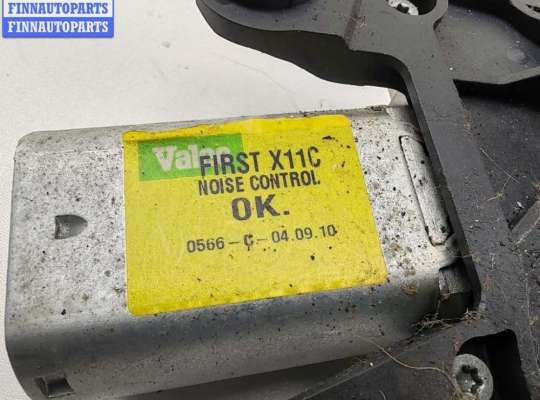 FINNAUTOPARTS
FINNAUTOPARTS
Valeo
FIRST X11C
NOISE CONTROL.
OK.
0566-C-04.09.10